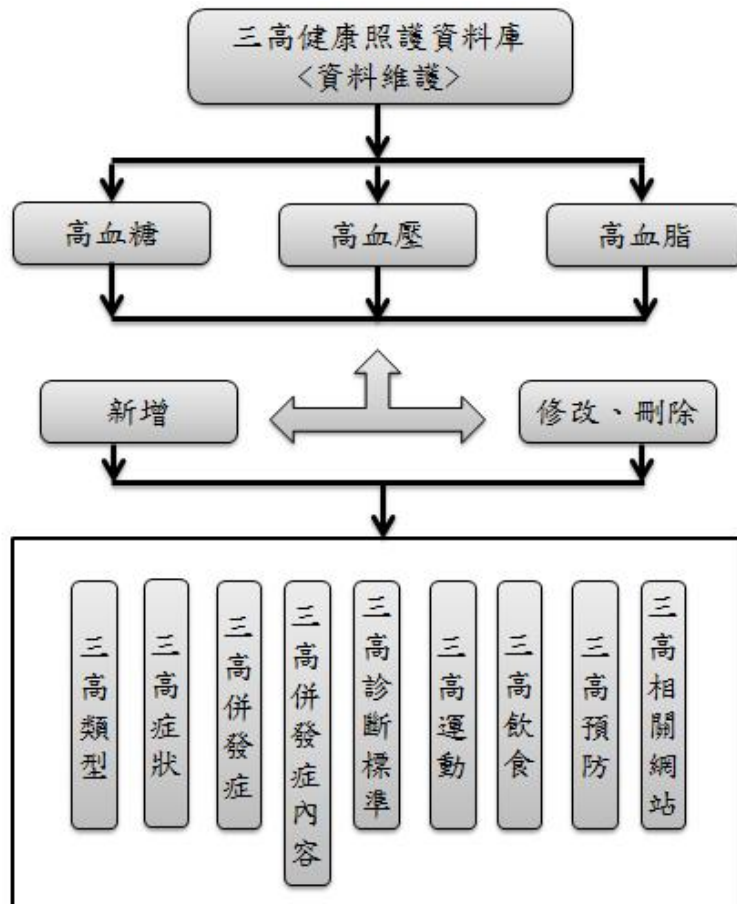 三高健康照護資料庫
<資料維護>
高血糖
高血壓
高血脂
新增
修改、刪除
三高類型
三高症狀
三高併發症
三高併發症內容
三高診斷標準
三高運動
三高飲食
三高預防
三高相關網站